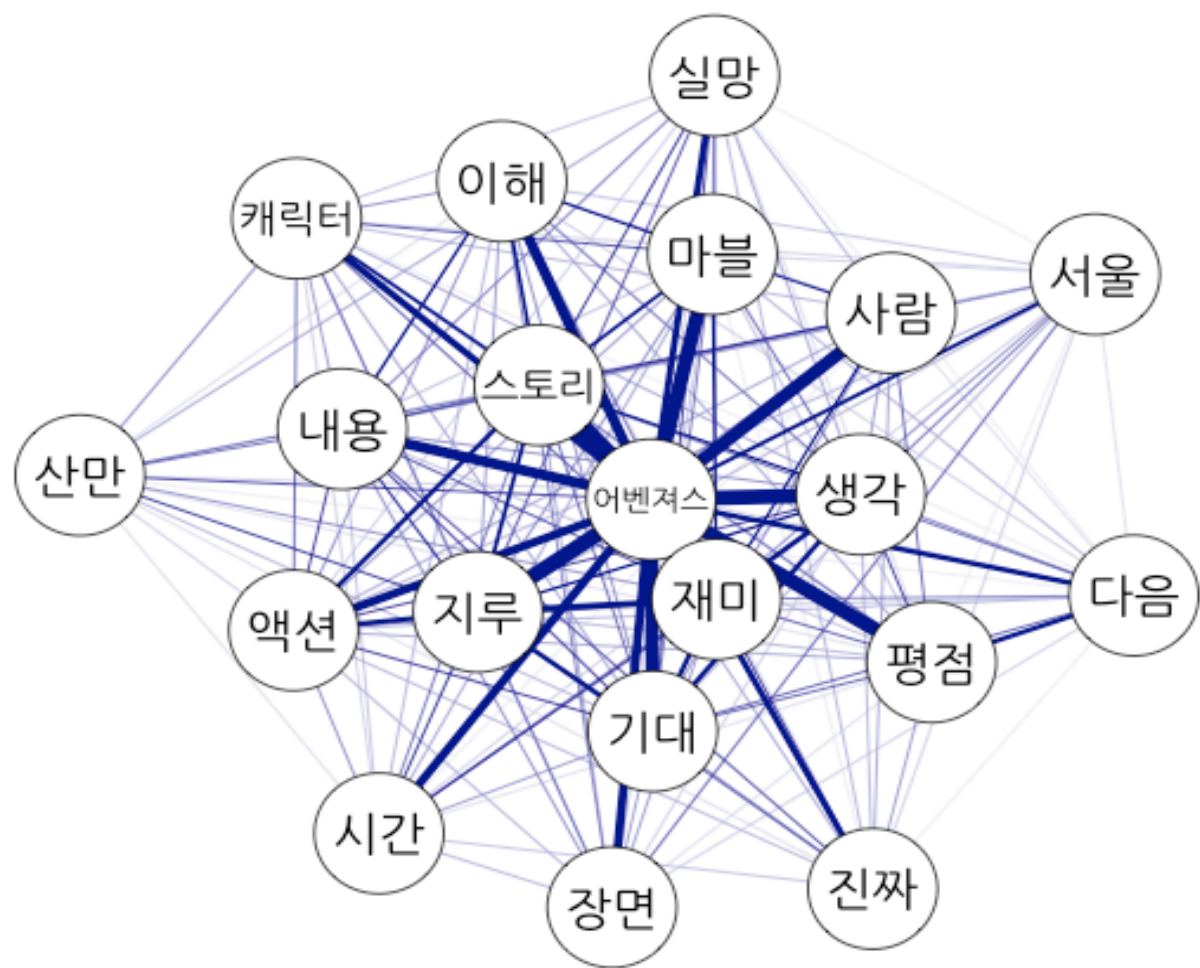 실망
이해
캐릭터
마블
서울
사람
스토리
내용
산만
어벤져스
생각
재미
다음
지루
액션
평점
기대
시간
진짜
장면